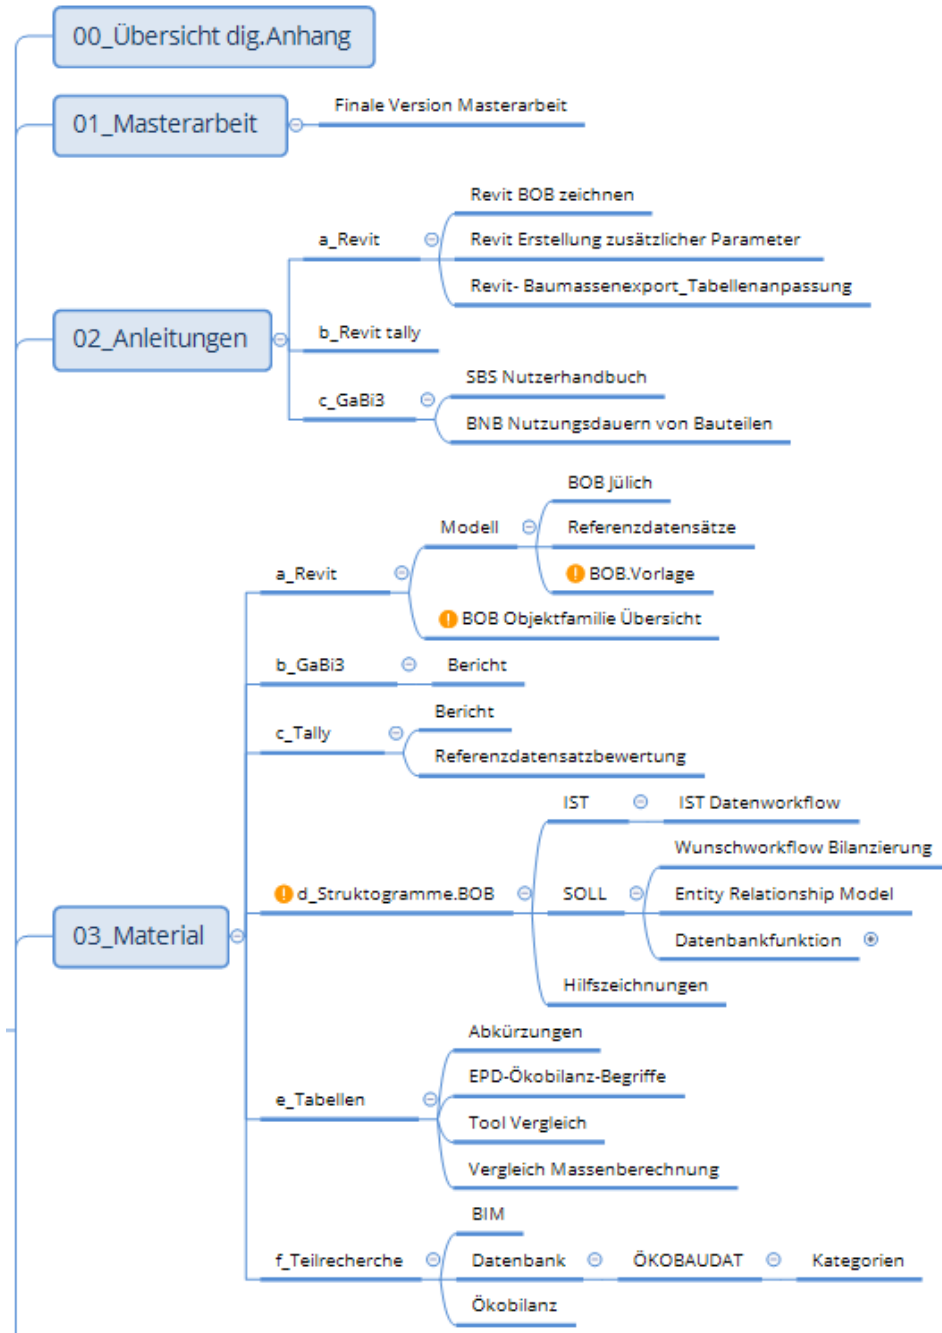 00_Übersicht dig.Anhang
01_Masterarbeit
Finale Version Masterarbeit
02_Anleitungen
a_Revit
Revit BOB zeichnen
Revit Erstellung zusätzlicher Parameter
Revit- Baumassenexport_Tabellenanpassung
b_Revit tally
c_GaBi3
SBS Nutzerhandbuch
BNB Nutzungsdauern von Bauteilen
03_Material
a_Revit
Modell
BOB Jülich
Referenzdatensätze
BOB.Vorlage
BOB Objektfamilie Übersicht
b_GaBi3
Bericht
c_Tally
Bericht
Referenzdatensatzbewertung
d_Struktogramme.BOB
IST
IST Datenworkflow
SOLL
Wunschworkflow Bilanzierung
Entity Relationship Model
Datenbankfunktion
Hilfszeichnungen
e_Tabellen
Abkürzungen
EPD-Ökobilanz-Begriffe
Tool Vergleich
Vergleich Massenberechnung
f_Teilrecherche
BIM
Datenbank
ÖKOBAUDAT
Kategorien
Ökobilanz